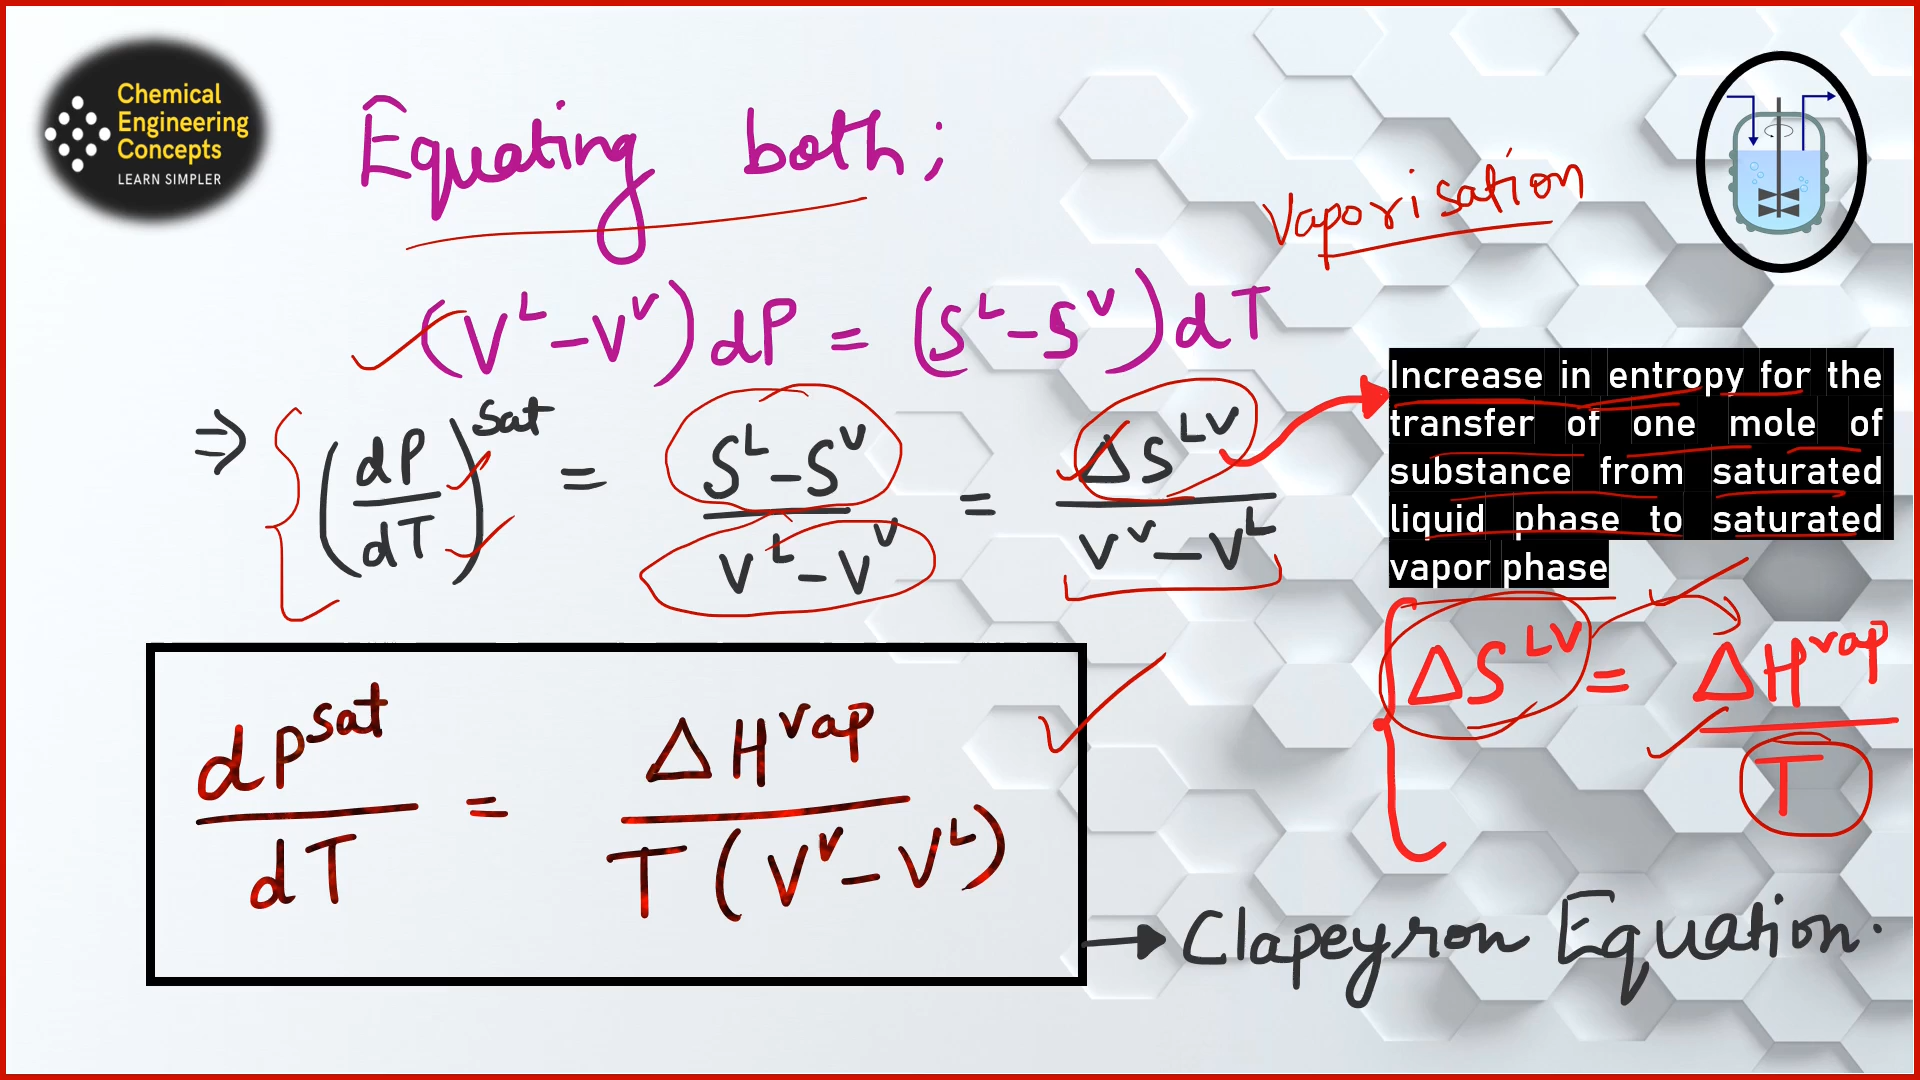 Chemical
Engineering
Concepts
LEARN SIMPLER
Equating both;
Vaporisation
(V^L - V^V) dP = (S^L - S^V) dT
⇒ (dP/dT)^sat = (S^L - S^V)/(V^L - V^V) = ΔS^LV/(V^V - V^L)
Increase in entropy for the
transfer of one mole of
substance from saturated
liquid phase to saturated
vapor phase
ΔS^LV = ΔH^vap/T
dP^sat/dT = ΔH^vap/(T (V^V - V^L))
→ Clapeyron Equation.